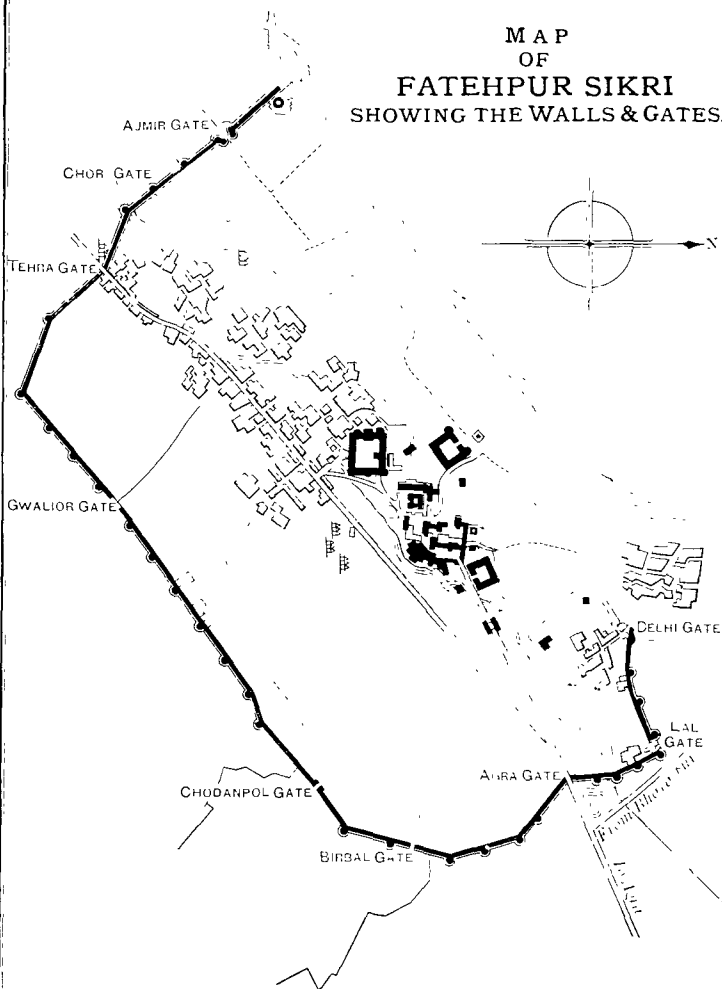 MAP
OF
FATEHPUR SIKRI
SHOWING THE WALLS & GATES.
AJMIR GATE
CHOR GATE
N
TEHRA GATE
GWALIOR GATE
DELHI GATE
LAL
GATE
AGRA GATE
CHODANPOL GATE
From
BIRBAL GATE